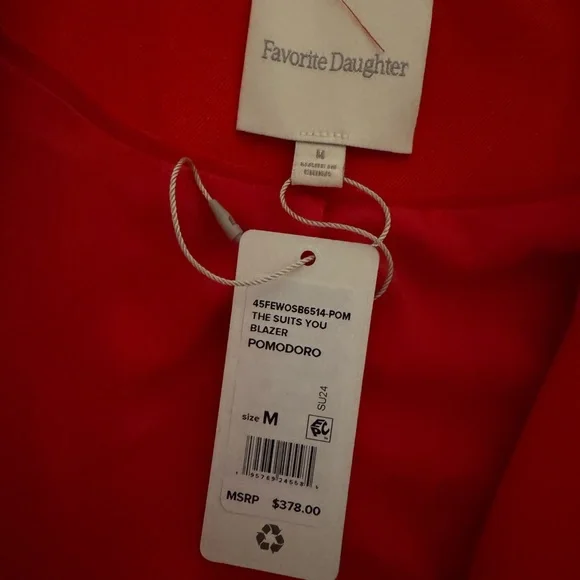 Favorite Daughter
M
45FEWOSB6514-POM
THE SUITS YOU
BLAZER
POMODORO
SU24
size M
MSRP $378.00